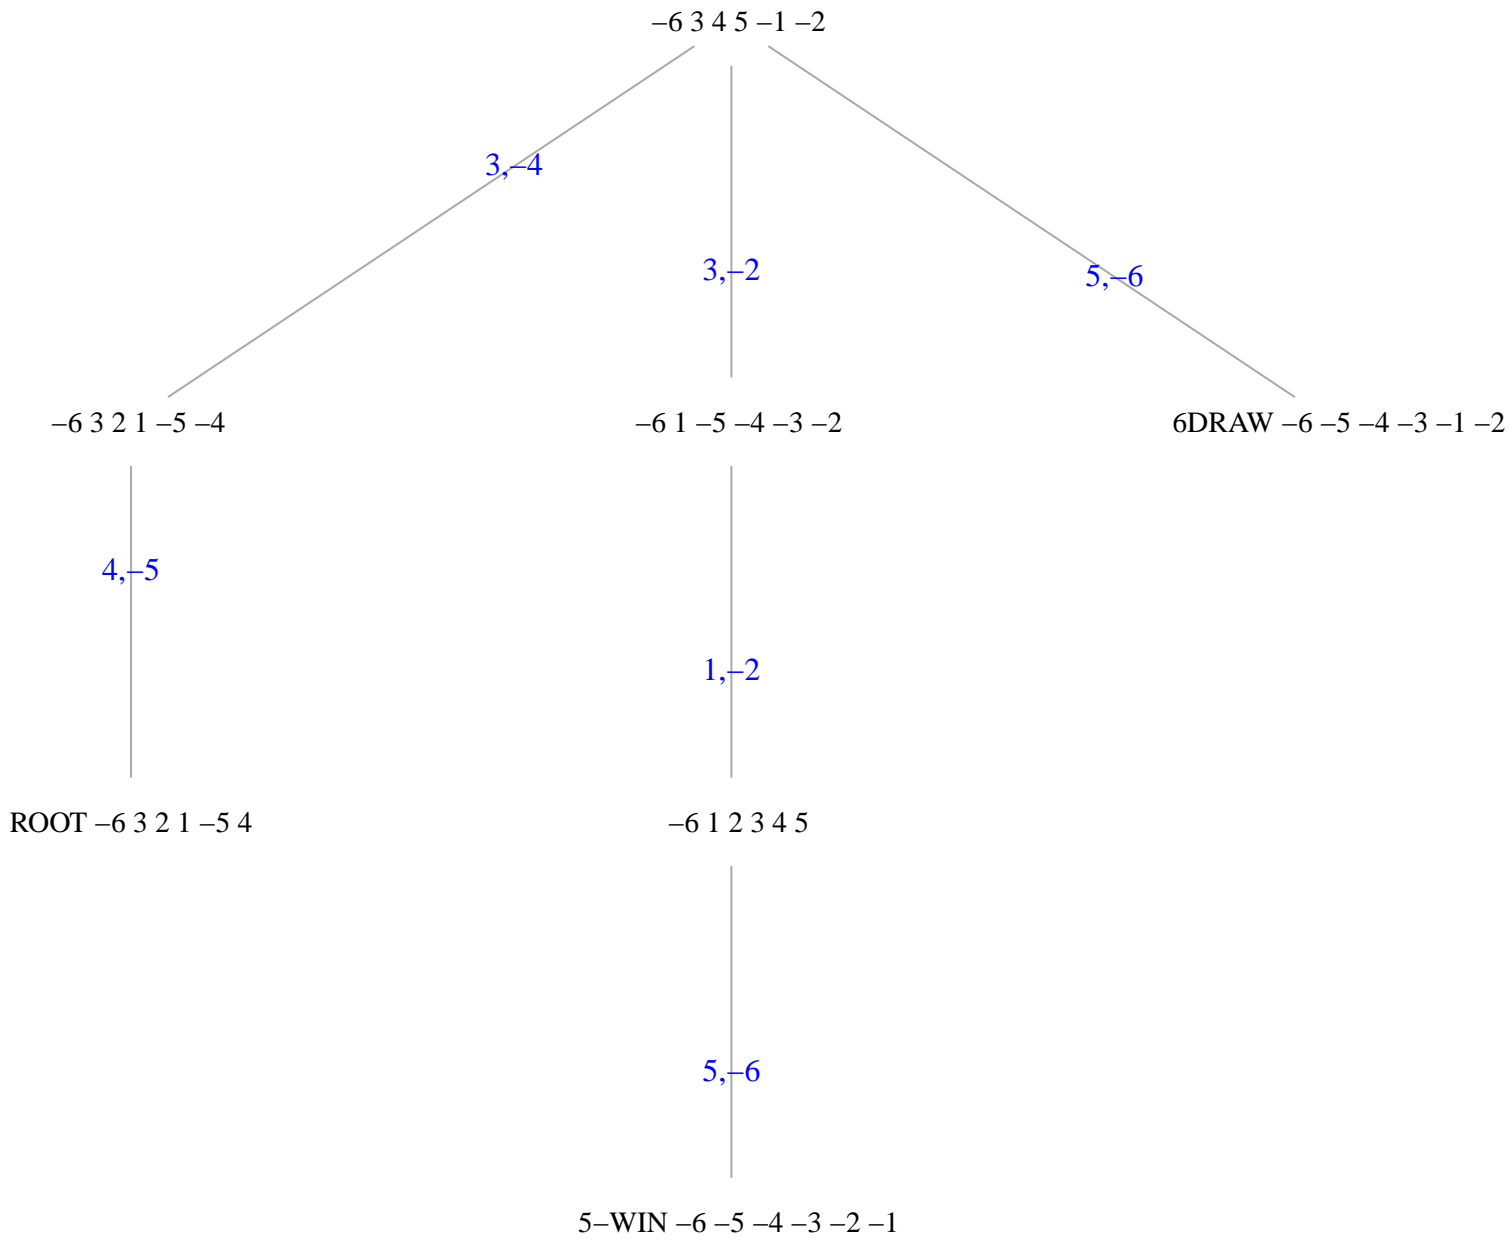 –6 3 4 5 –1 –2
3,–4
3,–2
5,–6
–6 3 2 1 –5 –4
–6 1 –5 –4 –3 –2
6DRAW –6 –5 –4 –3 –1 –2
4,–5
1,–2
ROOT –6 3 2 1 –5 4
–6 1 2 3 4 5
5,–6
5–WIN –6 –5 –4 –3 –2 –1